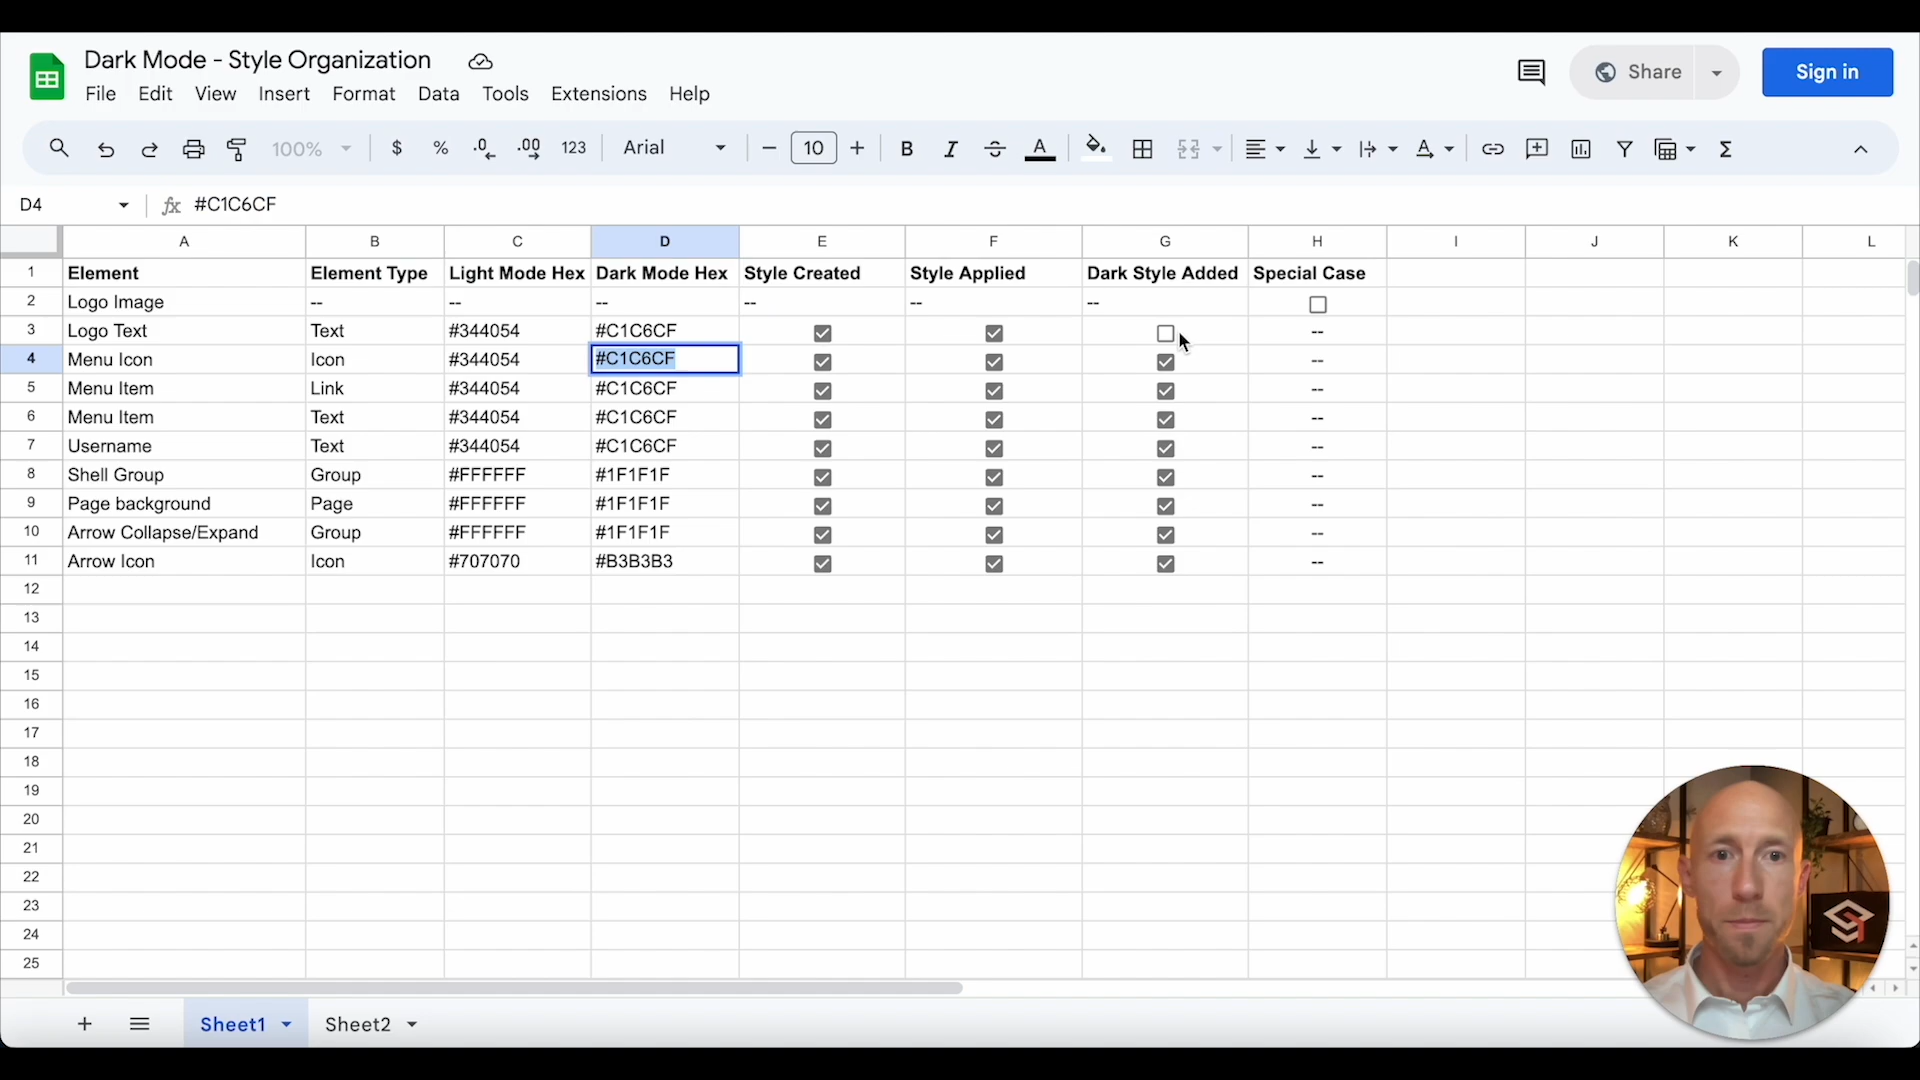 Dark Mode - Style Organization
File Edit View Insert Format Data Tools Extensions Help
Share
Sign in
100% $ % .0 .00 123 Arial 10 B I S A A Σ
D4 fx #C1C6CF
A B C D E F G H I J K L
1 Element Element Type Light Mode Hex Dark Mode Hex Style Created Style Applied Dark Style Added Special Case
2 Logo Image -- -- -- -- -- --
3 Logo Text Text #344054 #C1C6CF --
4 Menu Icon Icon #344054 #C1C6CF --
5 Menu Item Link #344054 #C1C6CF --
6 Menu Item Text #344054 #C1C6CF --
7 Username Text #344054 #C1C6CF --
8 Shell Group Group #FFFFFF #1F1F1F --
9 Page background Page #FFFFFF #1F1F1F --
10 Arrow Collapse/Expand Group #FFFFFF #1F1F1F --
11 Arrow Icon Icon #707070 #B3B3B3 --
12
13
14
15
16
17
18
19
20
21
22
23
24
25
Sheet1 Sheet2